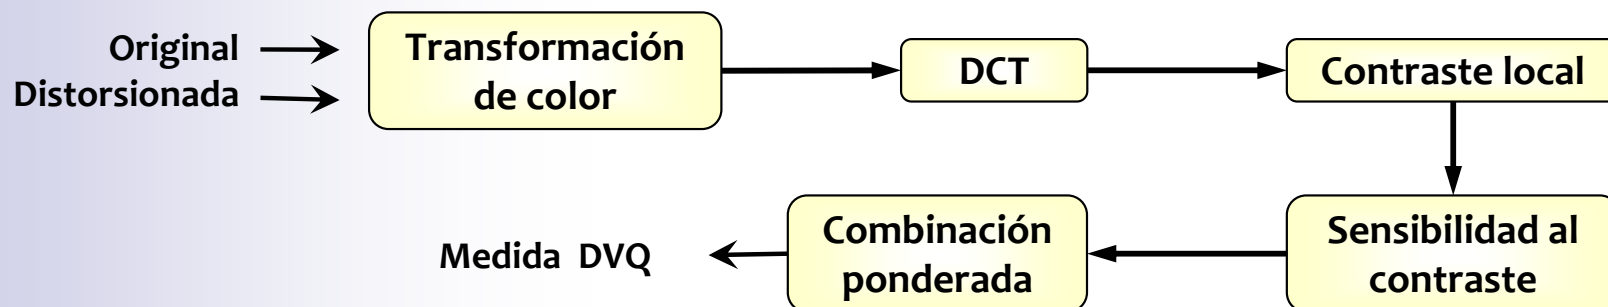 Original
Distorsionada
Transformación
de color
DCT
Contraste local
Sensibilidad al
contraste
Combinación
ponderada
Medida DVQ